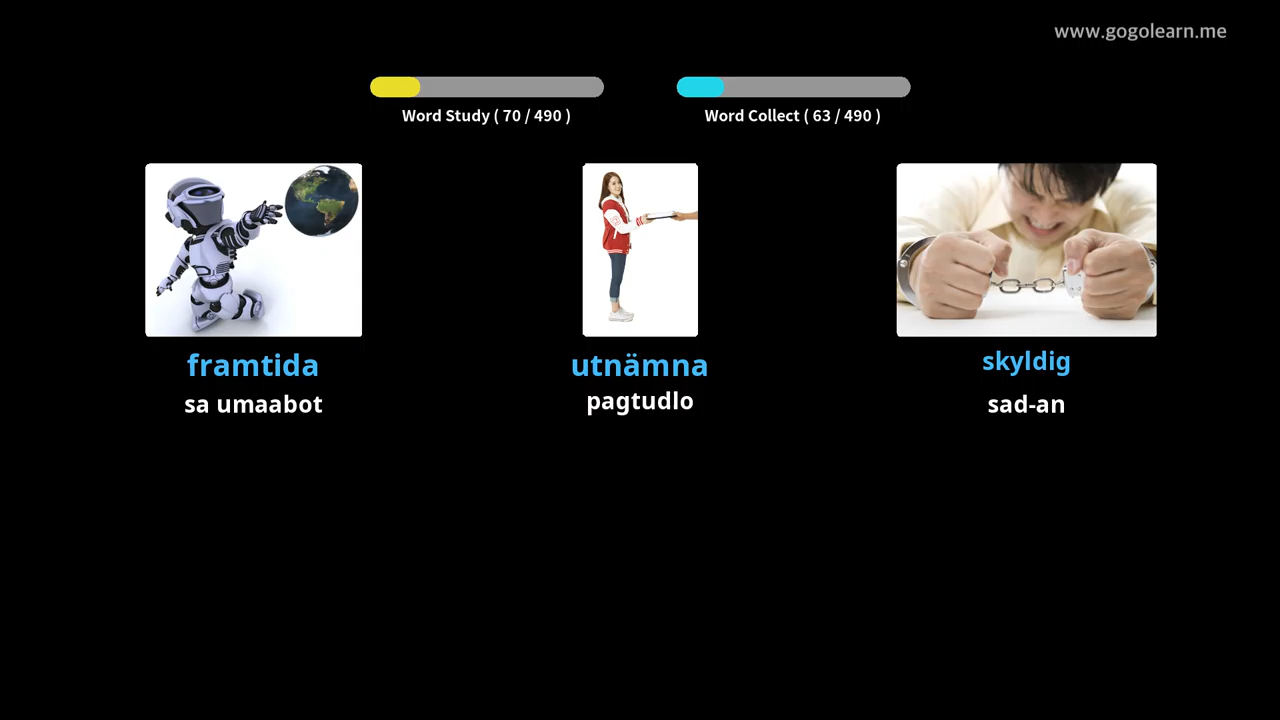 www.gogolearn.me
Word Study ( 70 / 490 )
Word Collect ( 63 / 490 )
framtida
utnämna
skyldig
sa umaabot
pagtudlo
sad-an